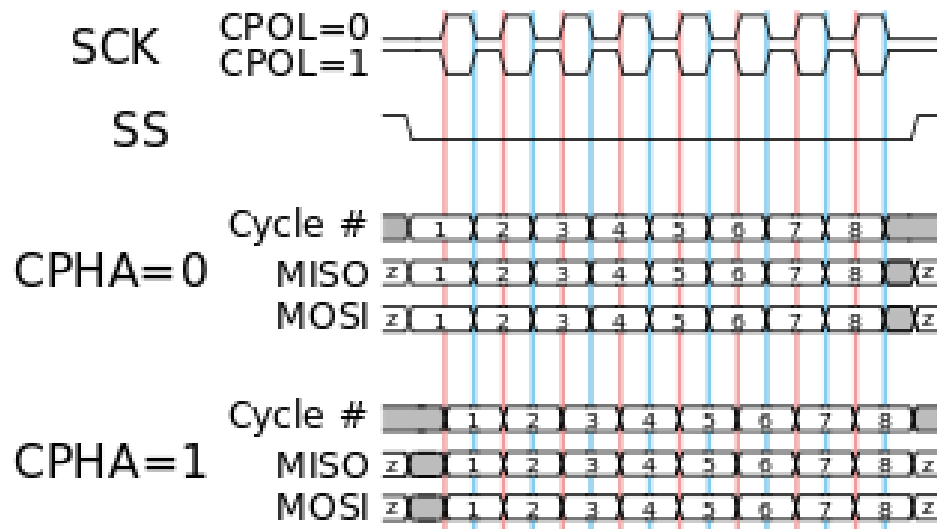 SCK CPOL=0
CPOL=1
SS
Cycle # 1 2 3 4 5 6 7 8
CPHA=0 MISO z 1 2 3 4 5 6 7 8 z
MOSI z 1 2 3 4 5 6 7 8 z
Cycle # 1 2 3 4 5 6 7 8
CPHA=1 MISO z 1 2 3 4 5 6 7 8 z
MOSI z 1 2 3 4 5 6 7 8 z